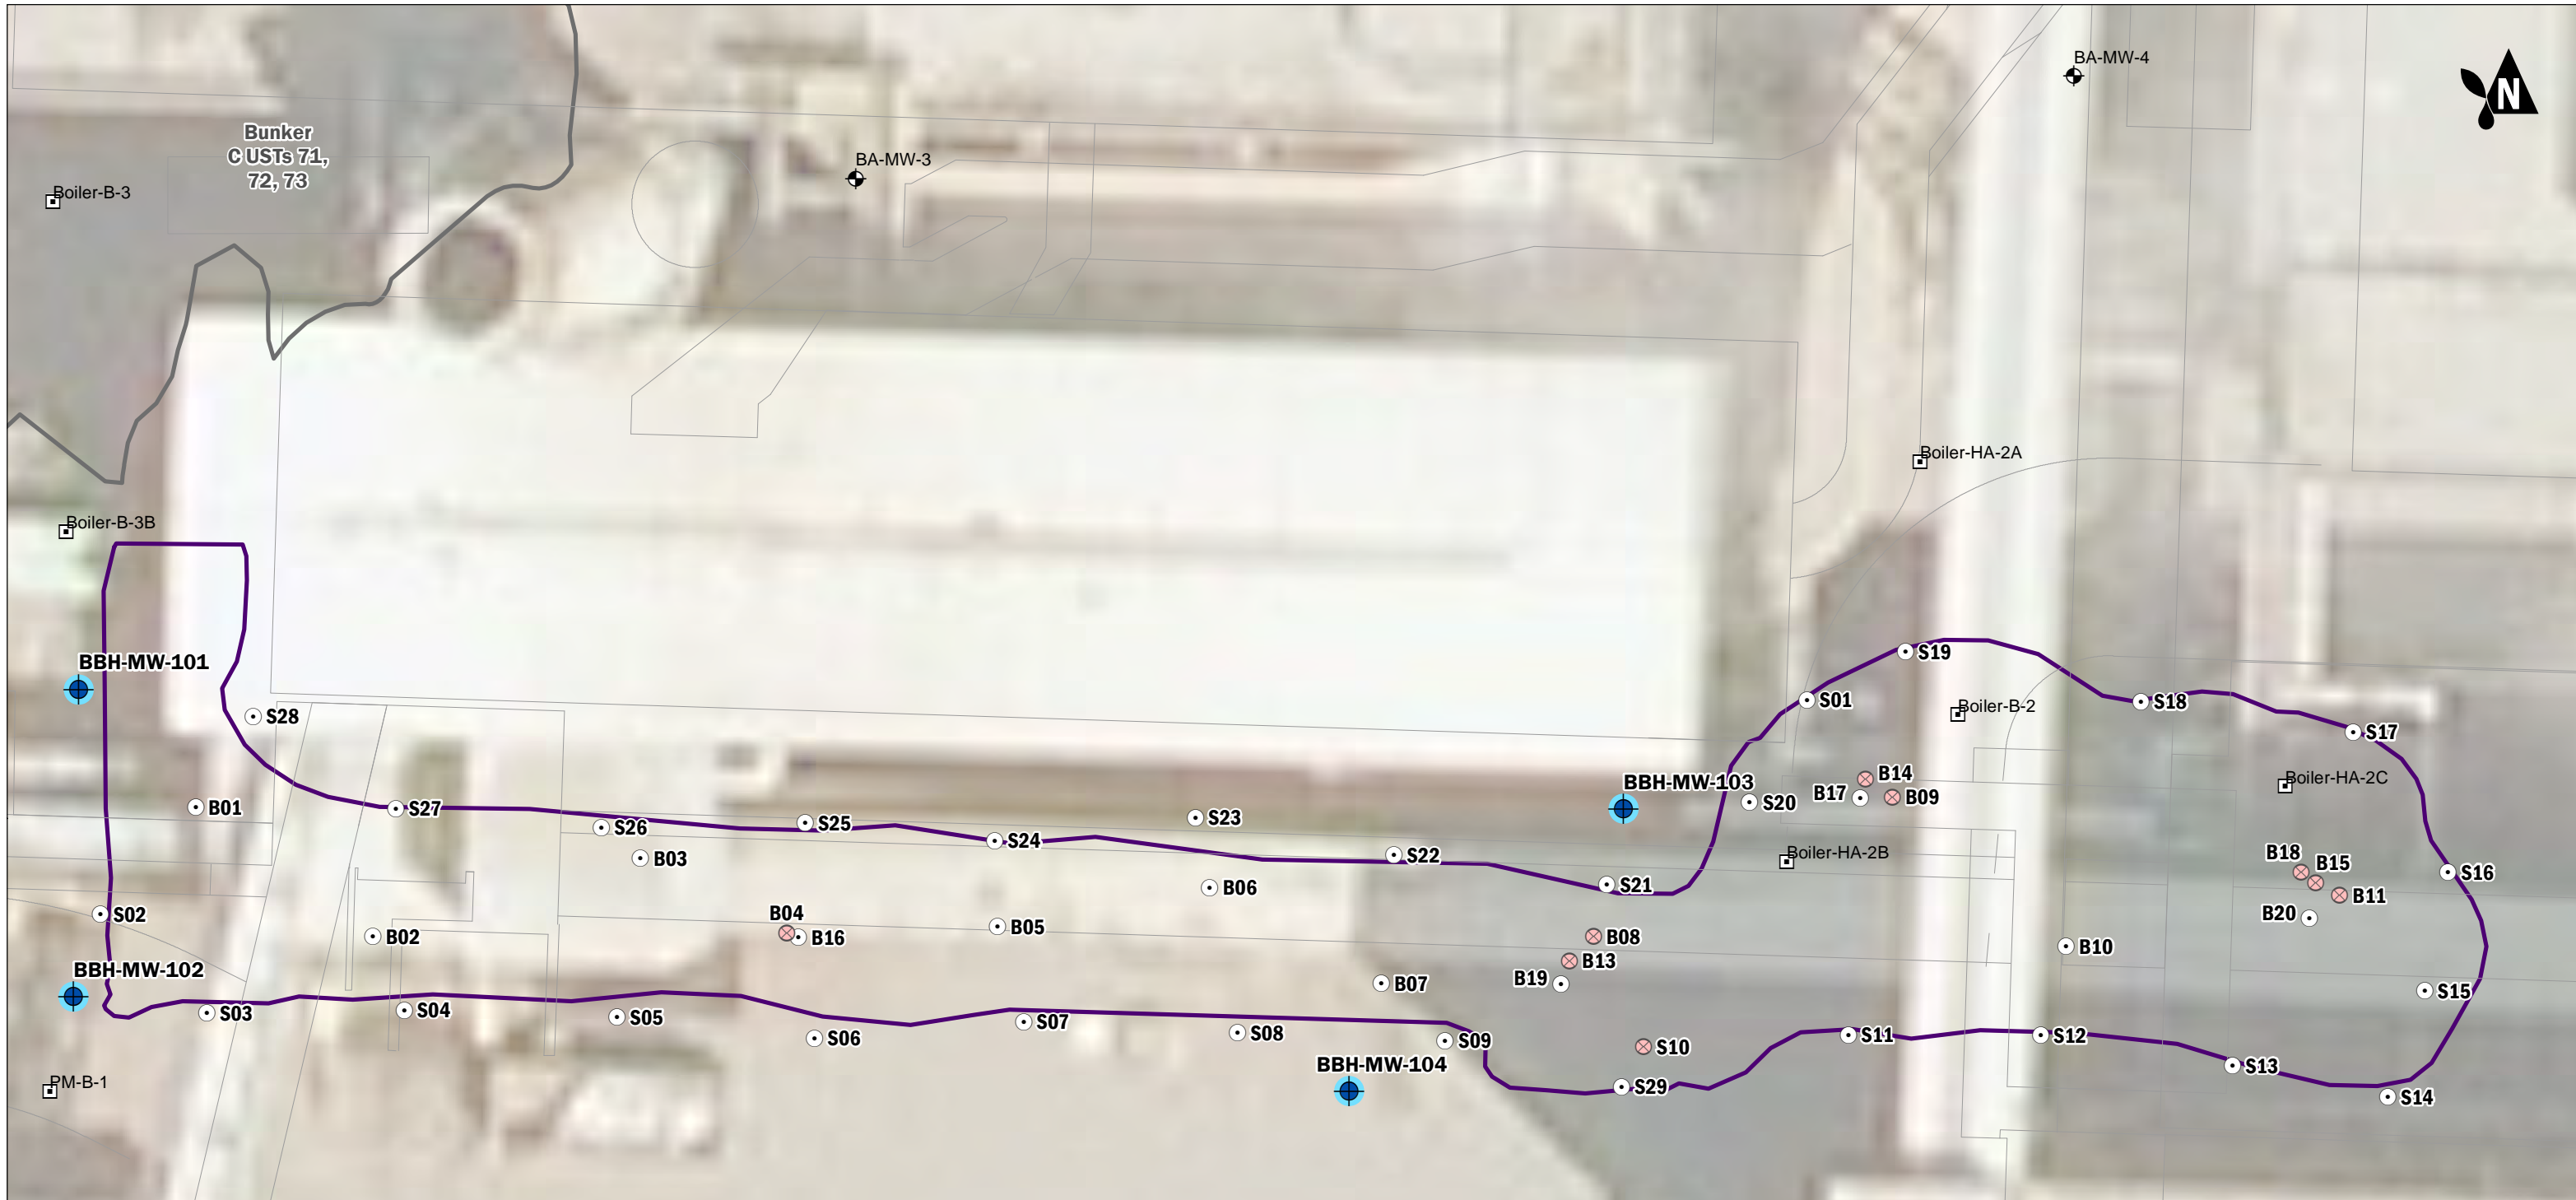 BA-MW-4
N
Bunker
C USTs 71,
72, 73
BA-MW-3
Boiler-B-3
Boiler-HA-2A
Boiler-B-3B
BBH-MW-101
S19
S28
S01
Boiler-B-2
S18
S17
BBH-MW-103
B14
Boiler-HA-2C
B17
B09
B01
S27
S20
S26
S25
S23
S24
B03
S22
Boiler-HA-2B
B18
B15
S16
S21
B06
B11
S02
B04
B20
B02
B16
B05
B08
B10
BBH-MW-102
B13
B19
B07
S15
S03
S04
S05
S07
S06
S08
S09
S10
S11
S12
BBH-MW-104
S13
PM-B-1
S29
S14